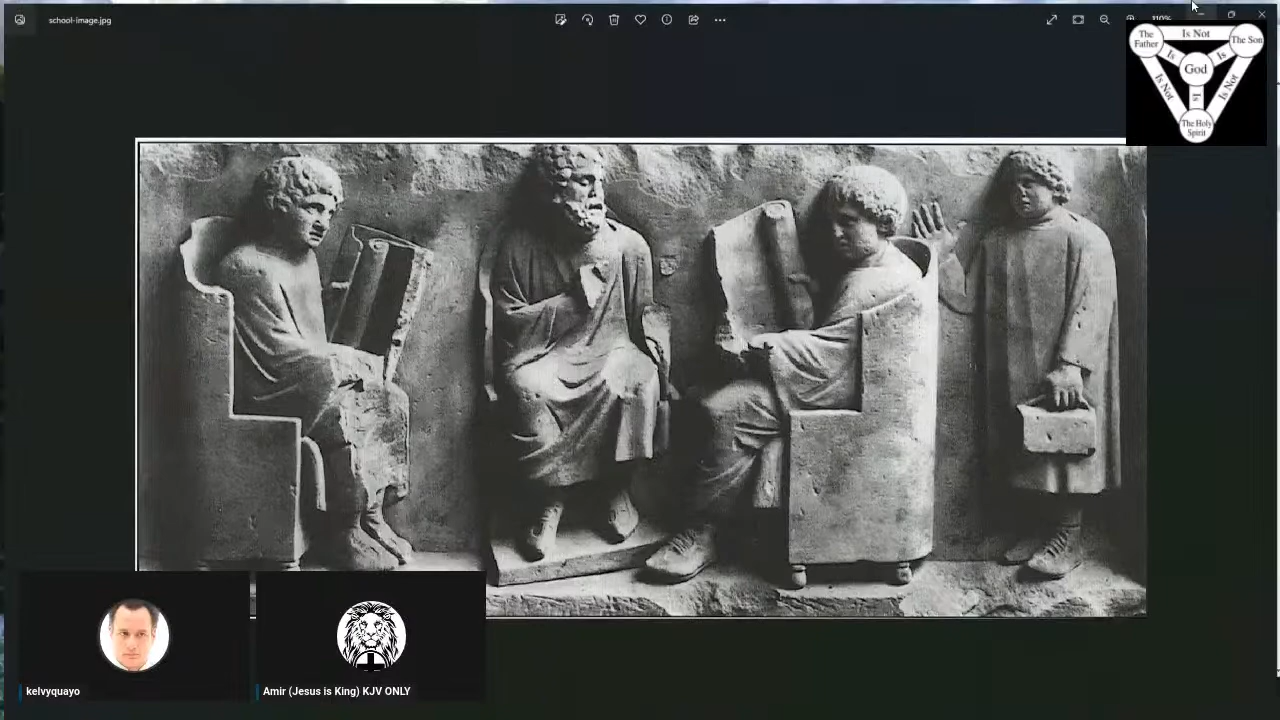 school-image.jpg
110%
The Father
Is Not
The Son
Is
Is
God
Is Not
Is
Is Not
The Holy Spirit
kelvyquayo
Amir (Jesus is King) KJV ONLY